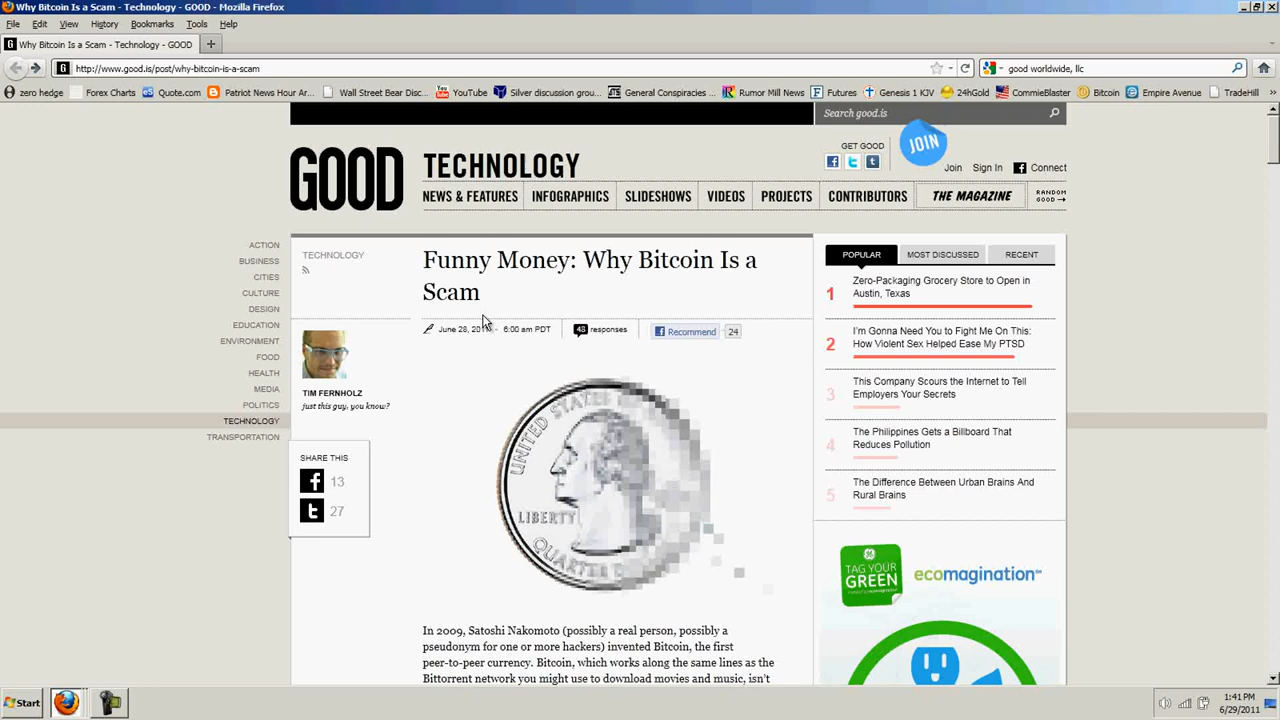 Why Bitcoin Is a Scam - Technology - GOOD - Mozilla Firefox
File Edit View History Bookmarks Tools Help
Why Bitcoin Is a Scam - Technology - GOOD
http://www.good.is/post/why-bitcoin-is-a-scam
good worldwide, llc
zero hedge Forex Charts Quote.com Patriot News Hour Ar... Wall Street Bear Disc... YouTube Silver discussion grou... General Conspiracies ... Rumor Mill News Futures Genesis 1 KJV 24hGold CommieBlaster Bitcoin Empire Avenue TradeHill
Search good.is
JOIN
GET GOOD
Join Sign In Connect
GOOD
TECHNOLOGY
NEWS & FEATURES INFOGRAPHICS SLIDESHOWS VIDEOS PROJECTS CONTRIBUTORS THE MAGAZINE RANDOM GOOD
ACTION
BUSINESS
CITIES
CULTURE
DESIGN
EDUCATION
ENVIRONMENT
FOOD
HEALTH
MEDIA
POLITICS
TECHNOLOGY
TRANSPORTATION
TECHNOLOGY
TIM FERNHOLZ
just this guy, you know?
SHARE THIS
13
27
Funny Money: Why Bitcoin Is a
Scam
June 28, 2011 - 6:00 am PDT 48 responses Recommend 24
UNITED STATES
LIBERTY
QUARTER
In 2009, Satoshi Nakomoto (possibly a real person, possibly a
pseudonym for one or more hackers) invented Bitcoin, the first
peer-to-peer currency. Bitcoin, which works along the same lines as the
Bittorrent network you might use to download movies and music, isn't
POPULAR MOST DISCUSSED RECENT
1 Zero-Packaging Grocery Store to Open in
Austin, Texas
2 I'm Gonna Need You to Fight Me On This:
How Violent Sex Helped Ease My PTSD
3 This Company Scours the Internet to Tell
Employers Your Secrets
4 The Philippines Gets a Billboard That
Reduces Pollution
5 The Difference Between Urban Brains And
Rural Brains
TAG YOUR
GREEN
ecomagination
Start
1:41 PM
6/29/2011